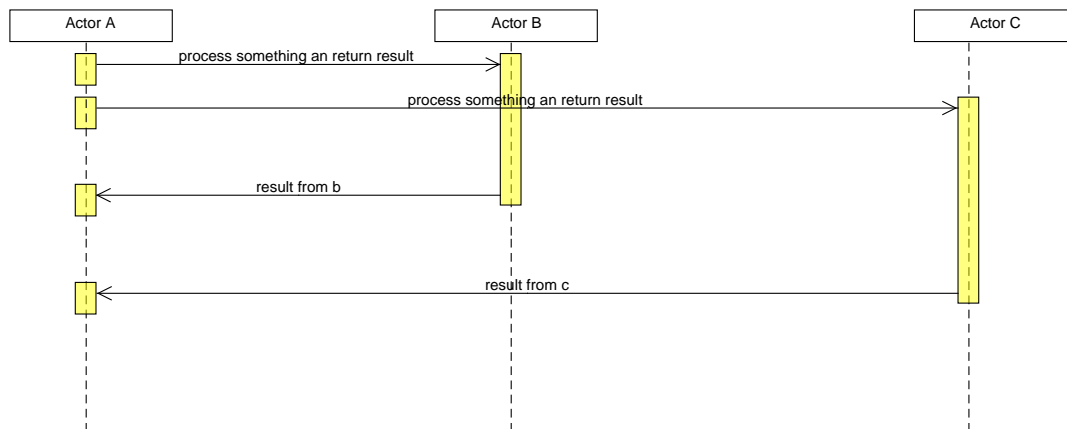 Actor A
Actor B
Actor C
process something an return result
process something an return result
result from b
result from c